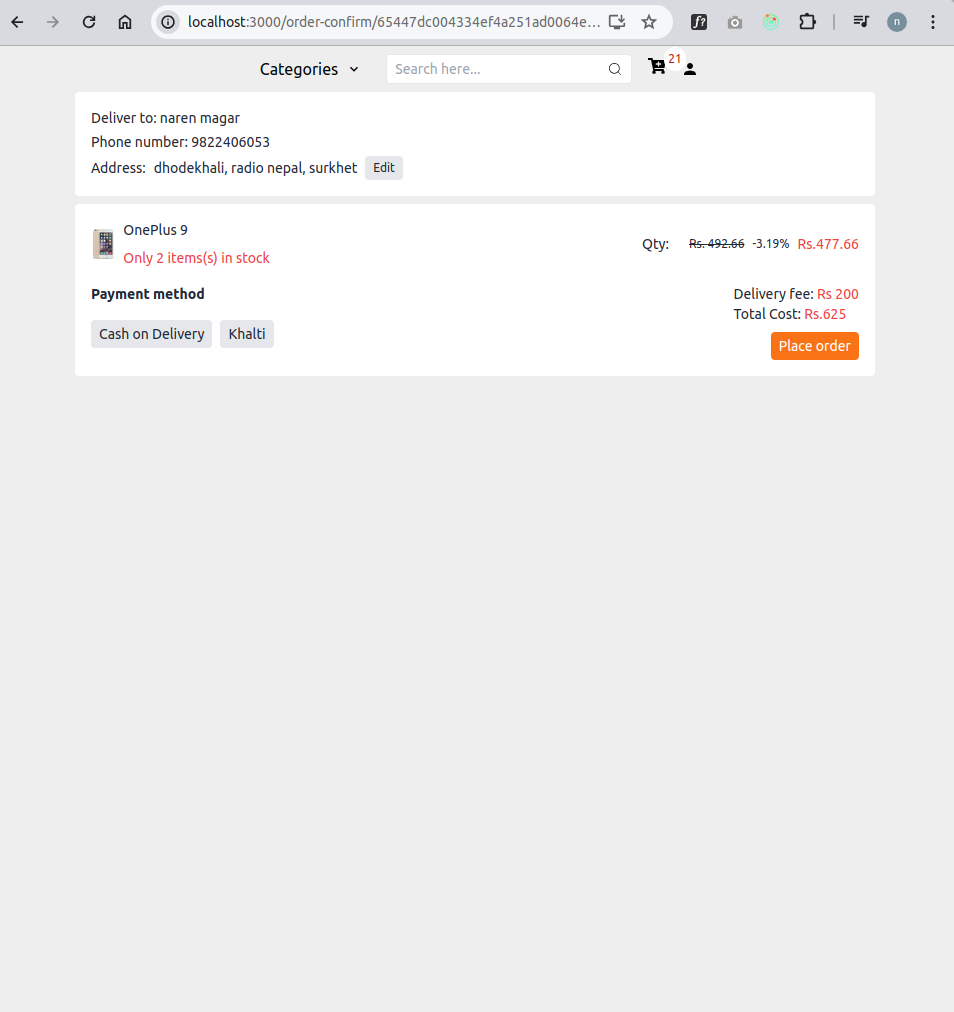 localhost:3000/order-confirm/65447dc004334ef4a251ad0064e...
n
Categories
Search here...
21
Deliver to: naren magar
Phone number: 9822406053
Address: dhodekhali, radio nepal, surkhet Edit
OnePlus 9
Only 2 items(s) in stock
Qty: Rs. 492.66 -3.19% Rs.477.66
Payment method
Cash on Delivery Khalti
Delivery fee: Rs 200
Total Cost: Rs.625
Place order